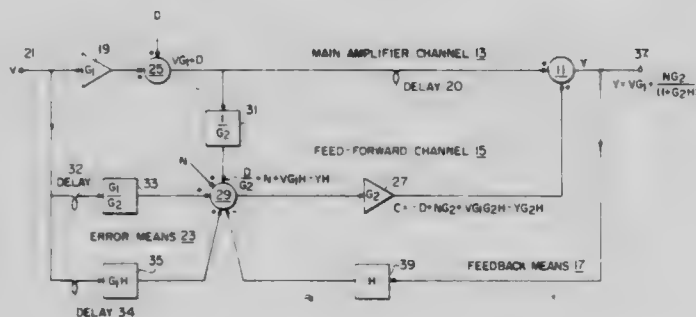 D
21
19
V
G1
25
VG1+D
MAIN AMPLIFIER CHANNEL 13
DELAY 20
11
Y
37
Y=VG1+ NG2
(1+G2H)
1
G2
31
FEED-FORWARD CHANNEL 15
N
-D
G2
+N+VG1H-YH
32
DELAY
G1
G2
33
29
G2
27
C=-D+NG2+VG1G2H-YG2H
ERROR MEANS 23
35
G1H
DELAY 34
H
39
FEEDBACK MEANS 17